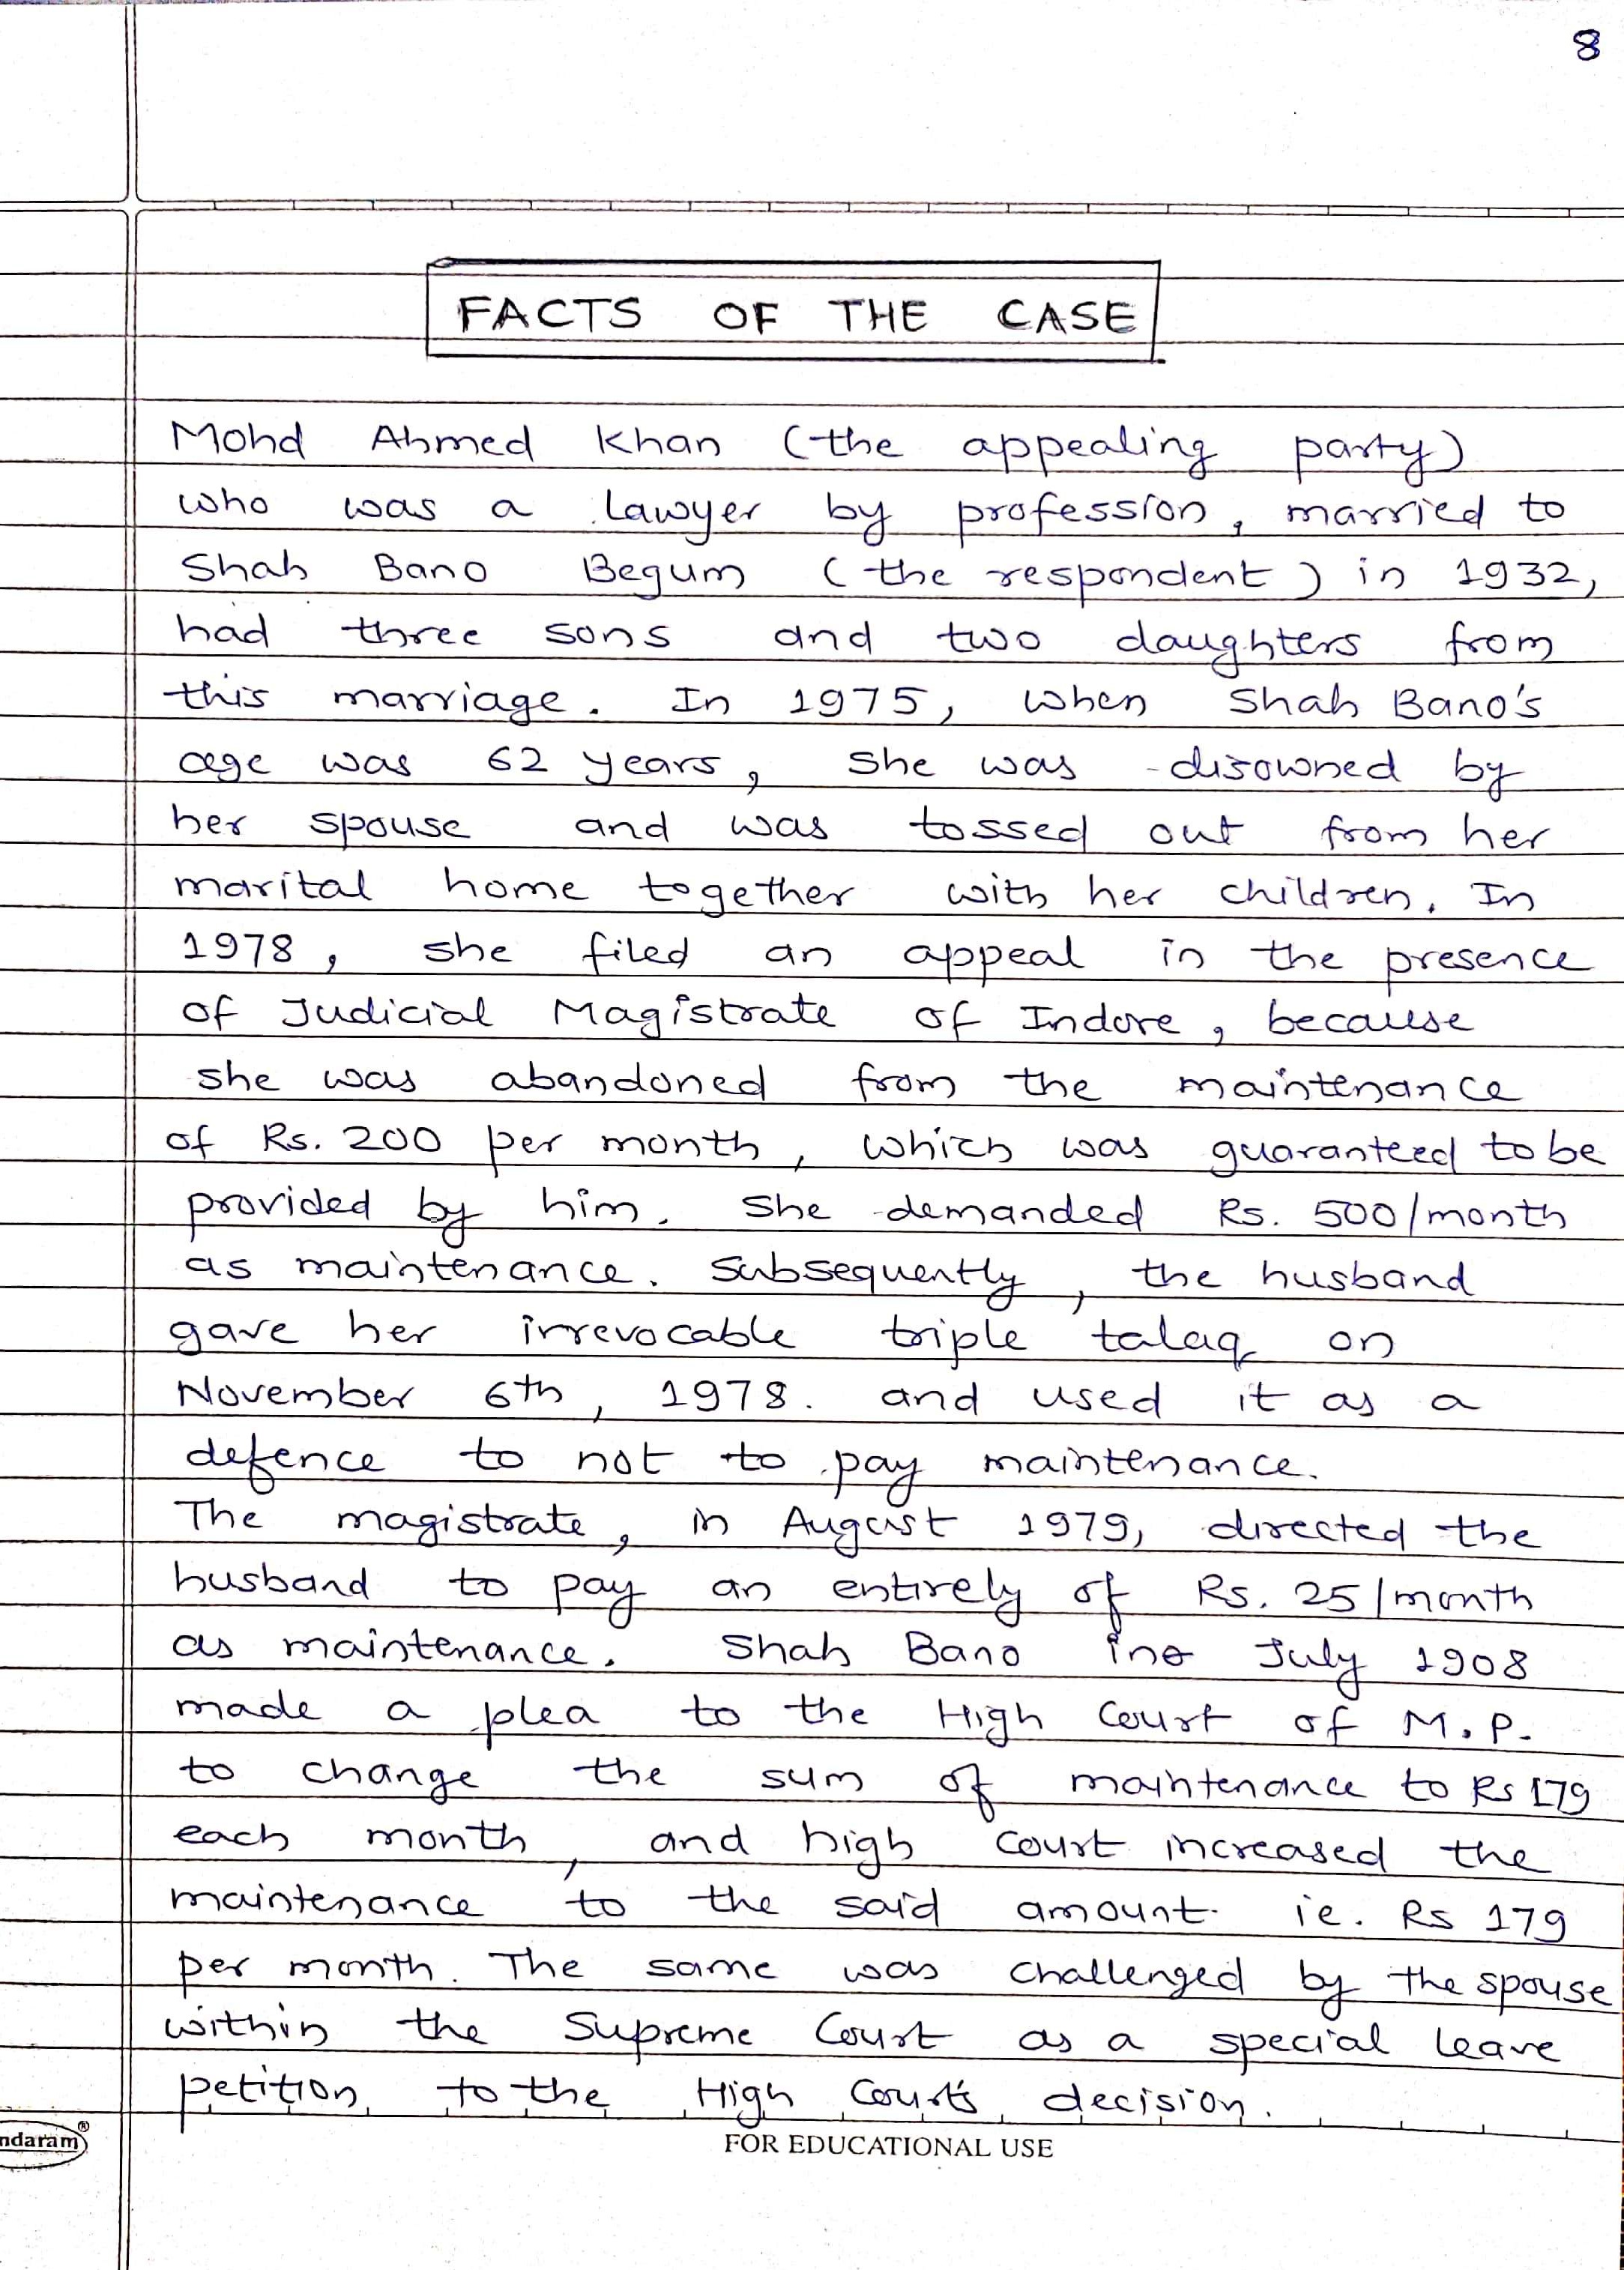 8
FACTS OF THE CASE
Mohd Ahmed Khan (the appealing party)
who was a lawyer by profession, married to
Shah Bano Begum (the respondent) in 1932,
had three sons and two daughters from
this marriage. In 1975, when Shah Bano's
age was 62 years, she was disowned by
her spouse and was tossed out from her
marital home together with her children. In
1978, she filed an appeal in the presence
of Judicial Magistrate of Indore, because
she was abandoned from the maintenance
of Rs. 200 per month, which was guaranteed to be
provided by him. She demanded Rs. 500/month
as maintenance. Subsequently, the husband
gave her irrevocable triple talaq on
November 6th, 1978. and used it as a
defence to not to pay maintenance.
The magistrate, in August 1979, directed the
husband to pay an entirely of Rs. 25/month
as maintenance. Shah Bano in July 1908
made a plea to the High Court of M.P.
to change the sum of maintenance to Rs 179
each month, and high court increased the
maintenance to the said amount. ie. Rs 179
per month. The same was challenged by the spouse
within the Supreme Court as a special leave
petition to the High Court's decision.
ndaram®
FOR EDUCATIONAL USE